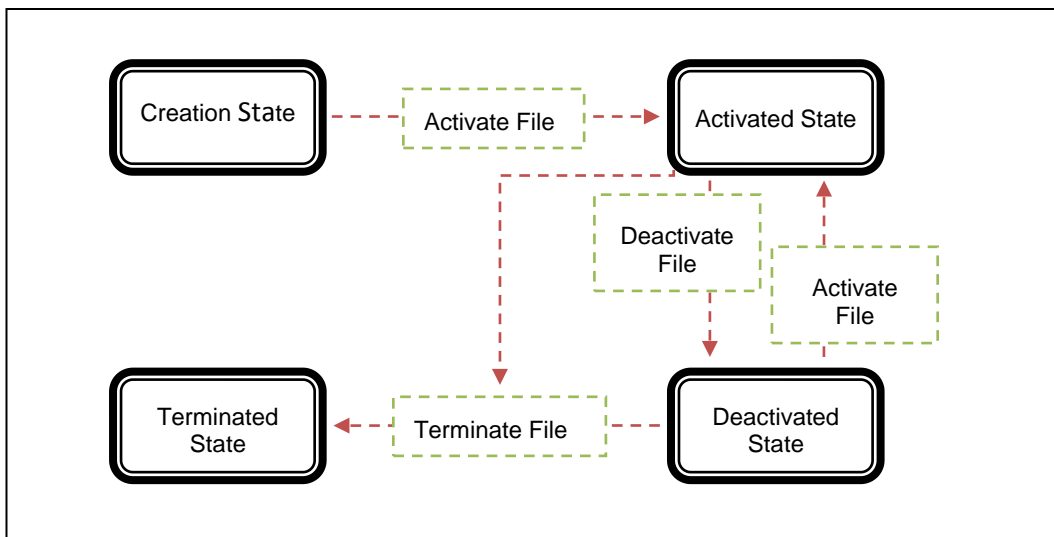 Creation State
Activate File
Activated State
Deactivate
File
Activate
File
Terminated
State
Terminate File
Deactivated
State